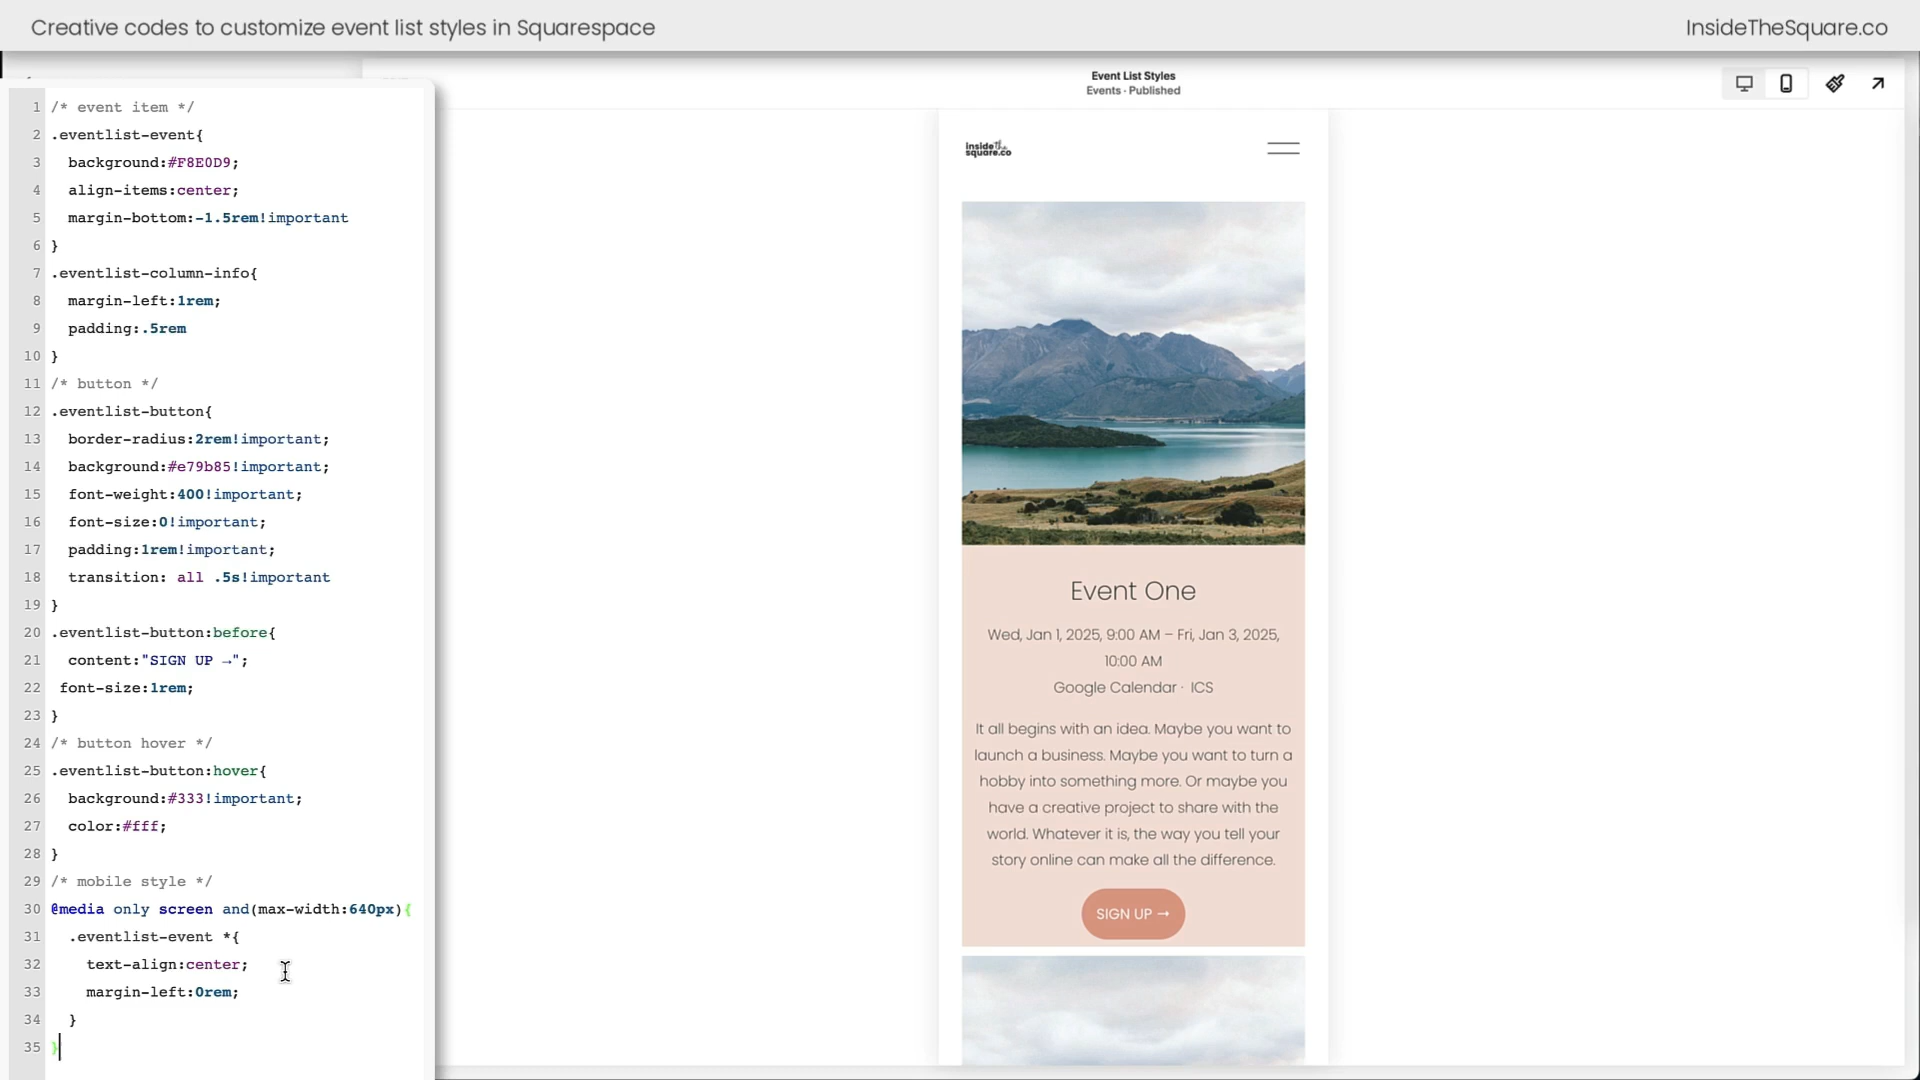 Creative codes to customize event list styles in Squarespace
InsideTheSquare.co
1 /* event item */
2 .eventlist-event{
3 background:#F8E0D9;
4 align-items:center;
5 margin-bottom:-1.5rem!important
6 }
7 .eventlist-column-info{
8 margin-left:1rem;
9 padding:.5rem
10 }
11 /* button */
12 .eventlist-button{
13 border-radius:2rem!important;
14 background:#e79b85!important;
15 font-weight:400!important;
16 font-size:0!important;
17 padding:1rem!important;
18 transition: all .5s!important
19 }
20 .eventlist-button:before{
21 content:"SIGN UP →";
22 font-size:1rem;
23 }
24 /* button hover */
25 .eventlist-button:hover{
26 background:#333!important;
27 color:#fff;
28 }
29 /* mobile style */
30 @media only screen and(max-width:640px){
31 .eventlist-event *{
32 text-align:center;
33 margin-left:0rem;
34 }
35 }
Event List Styles
Events · Published
inside the
square.co
Event One
Wed, Jan 1, 2025, 9:00 AM – Fri, Jan 3, 2025,
10:00 AM
Google Calendar · ICS
It all begins with an idea. Maybe you want to
launch a business. Maybe you want to turn a
hobby into something more. Or maybe you
have a creative project to share with the
world. Whatever it is, the way you tell your
story online can make all the difference.
SIGN UP →